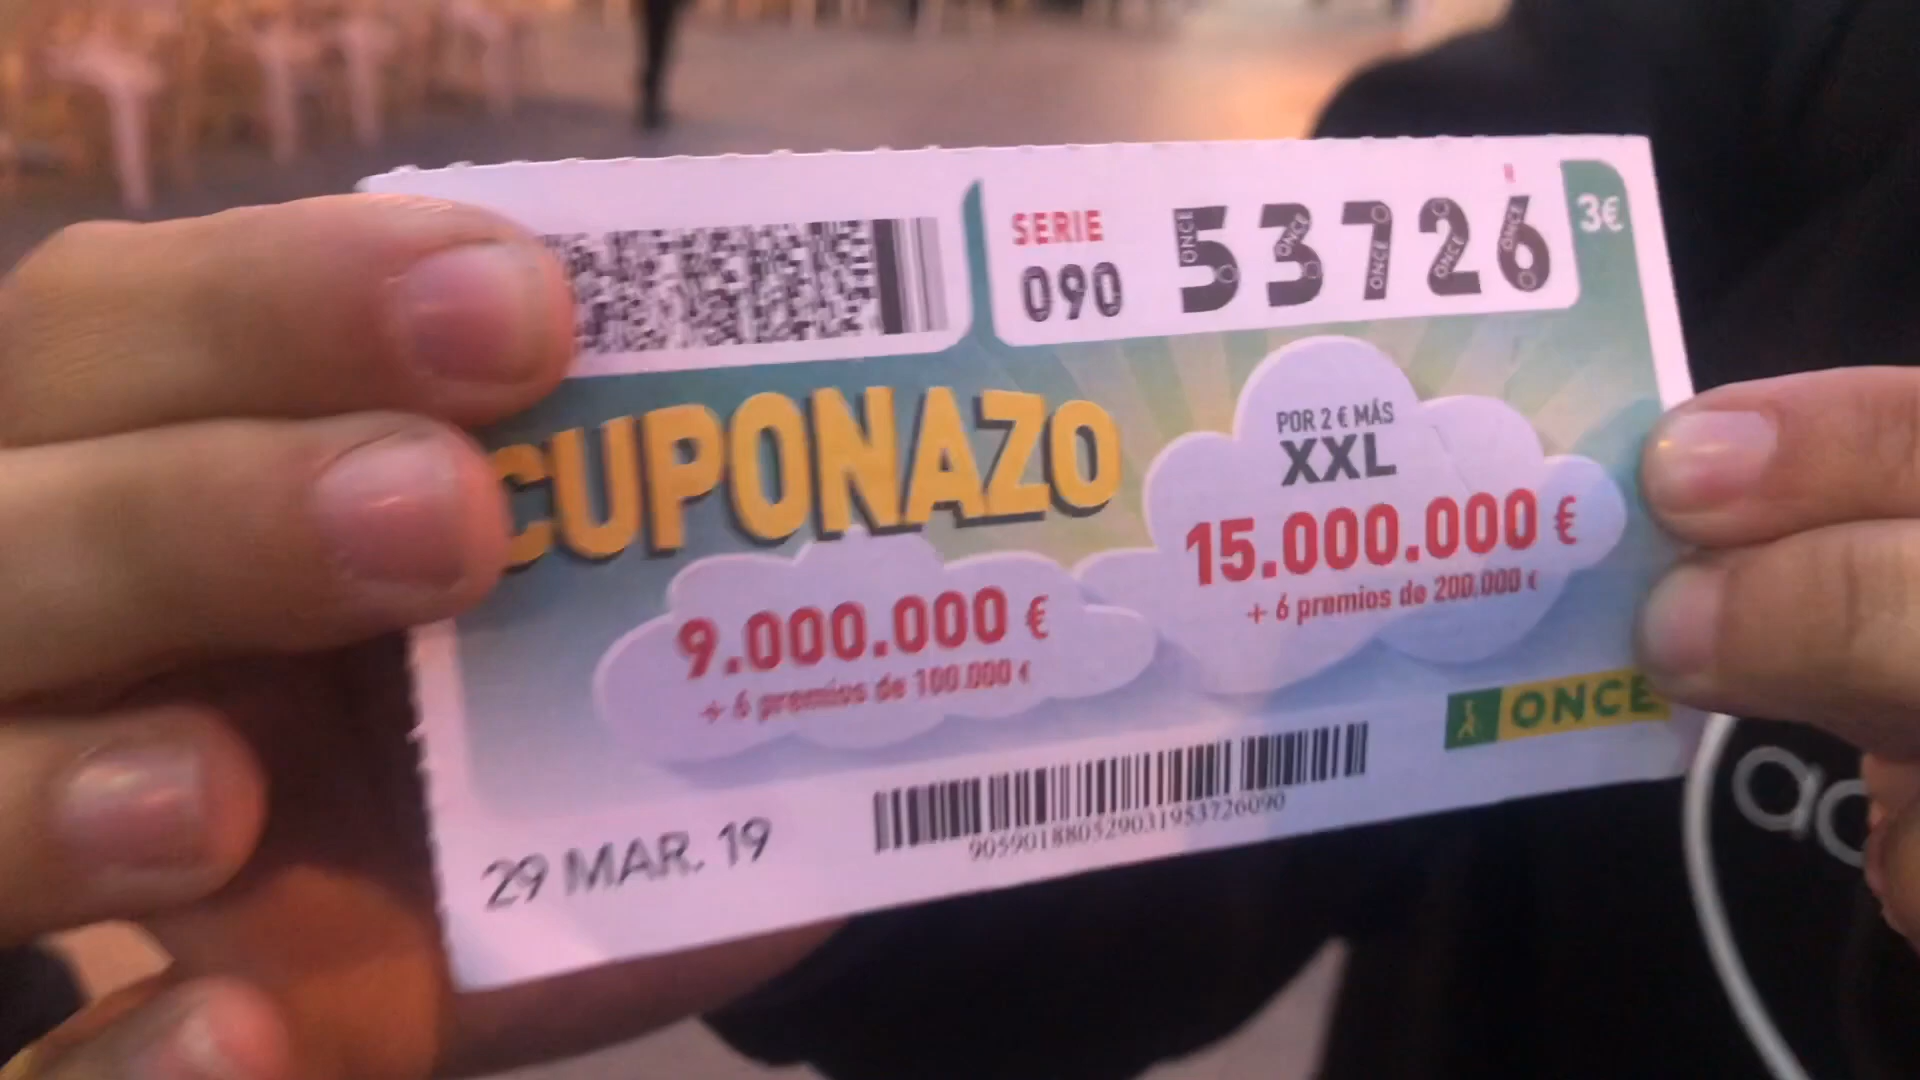 SERIE
090
53726
3€
CUPONAZO
POR 2 € MÁS
XXL
15.000.000 €
+ 6 premios de 200.000 €
9.000.000 €
+ 6 premios de 100.000 €
ONCE
905901880529031953726090
29 MAR. 19